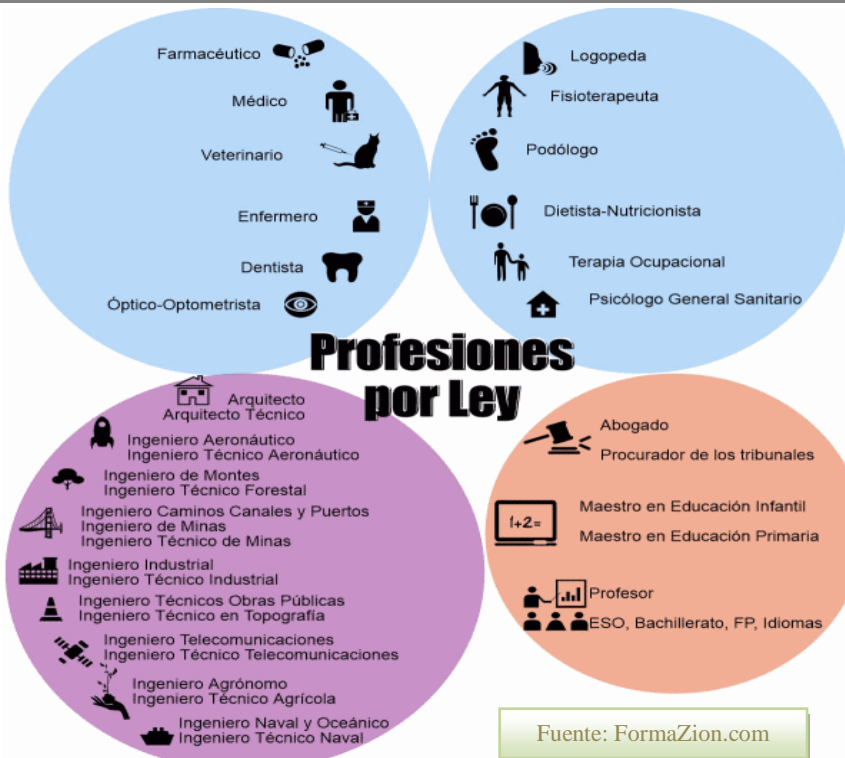 Farmacéutico
Médico
Veterinario
Enfermero
Dentista
Óptico-Optometrista
Logopeda
Fisioterapeuta
Podólogo
Dietista-Nutricionista
Terapia Ocupacional
Psicólogo General Sanitario
Profesiones
por Ley
Arquitecto
Arquitecto Técnico
Ingeniero Aeronáutico
Ingeniero Técnico Aeronáutico
Ingeniero de Montes
Ingeniero Técnico Forestal
Ingeniero Caminos Canales y Puertos
Ingeniero de Minas
Ingeniero Técnico de Minas
Ingeniero Industrial
Ingeniero Técnico Industrial
Ingeniero Técnicos Obras Públicas
Ingeniero Técnico en Topografía
Ingeniero Telecomunicaciones
Ingeniero Técnico Telecomunicaciones
Ingeniero Agrónomo
Ingeniero Técnico Agrícola
Ingeniero Naval y Oceánico
Ingeniero Técnico Naval
Abogado
Procurador de los tribunales
1+2=
Maestro en Educación Infantil
Maestro en Educación Primaria
Profesor
ESO, Bachillerato, FP, Idiomas
Fuente: FormaZion.com